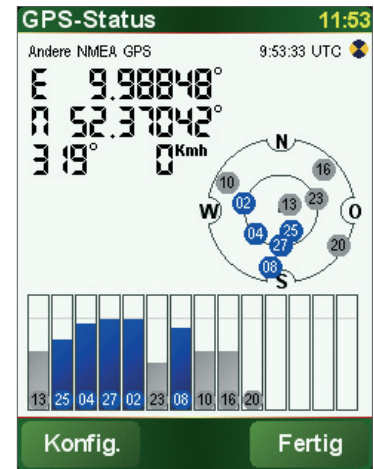 GPS-Status 11:53
Andere NMEA GPS 9:53:33 UTC
E 9.98848°
N 52.37042°
319° 0Kmh
N
16
10
02 13 23
W O
04 25
27 20
08
S
13 25 04 27 02 23 08 10 16 20
Konfig. Fertig